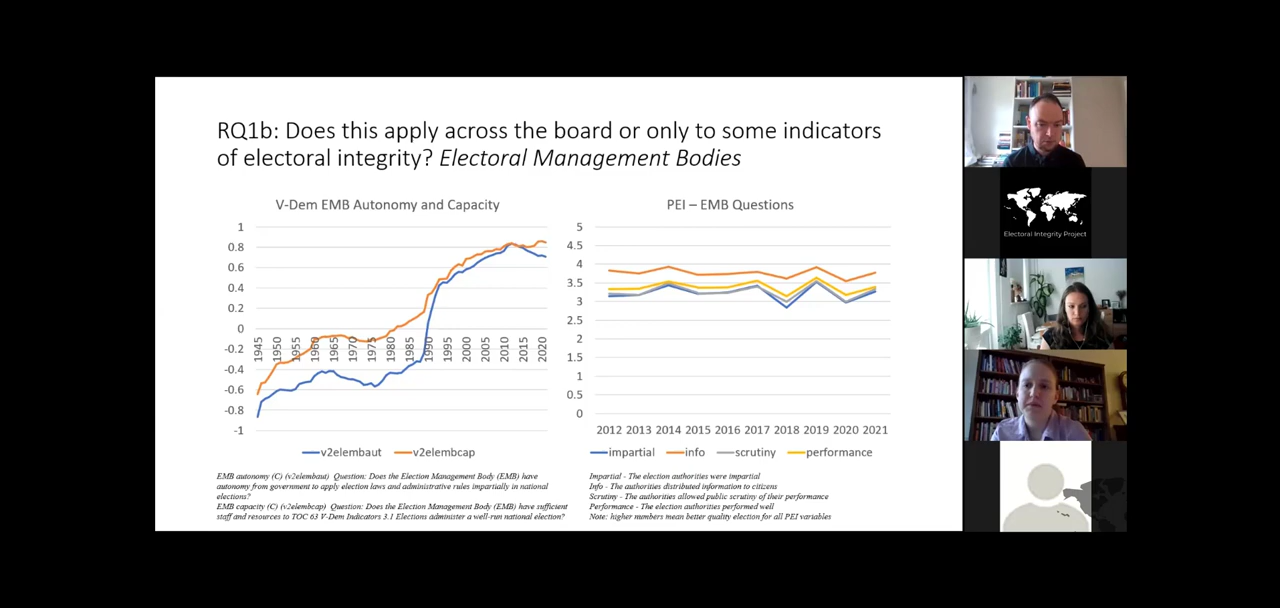 RQ1b: Does this apply across the board or only to some indicators
of electoral integrity? Electoral Management Bodies
V-Dem EMB Autonomy and Capacity
1
0.8
0.6
0.4
0.2
0
-0.2
-0.4
-0.6
-0.8
-1
1945 1950 1955 1960 1965 1970 1975 1980 1985 1990 1995 2000 2005 2010 2015 2020
v2elembaut v2elembcap
EMB autonomy (C) (v2elembaut) Question: Does the Election Management Body (EMB) have
autonomy from government to apply election laws and administrative rules impartially in national
elections?
EMB capacity (C) (v2elembcap) Question: Does the Election Management Body (EMB) have sufficient
staff and resources to TOC 63 V-Dem Indicators 3.1 Elections administer a well-run national election?
PEI – EMB Questions
5
4.5
4
3.5
3
2.5
2
1.5
1
0.5
0
2012 2013 2014 2015 2016 2017 2018 2019 2020 2021
impartial info scrutiny performance
Impartial - The election authorities were impartial
Info - The authorities distributed information to citizens
Scrutiny - The authorities allowed public scrutiny of their performance
Performance - The election authorities performed well
Note: higher numbers mean better quality election for all PEI variables
Electoral Integrity Project